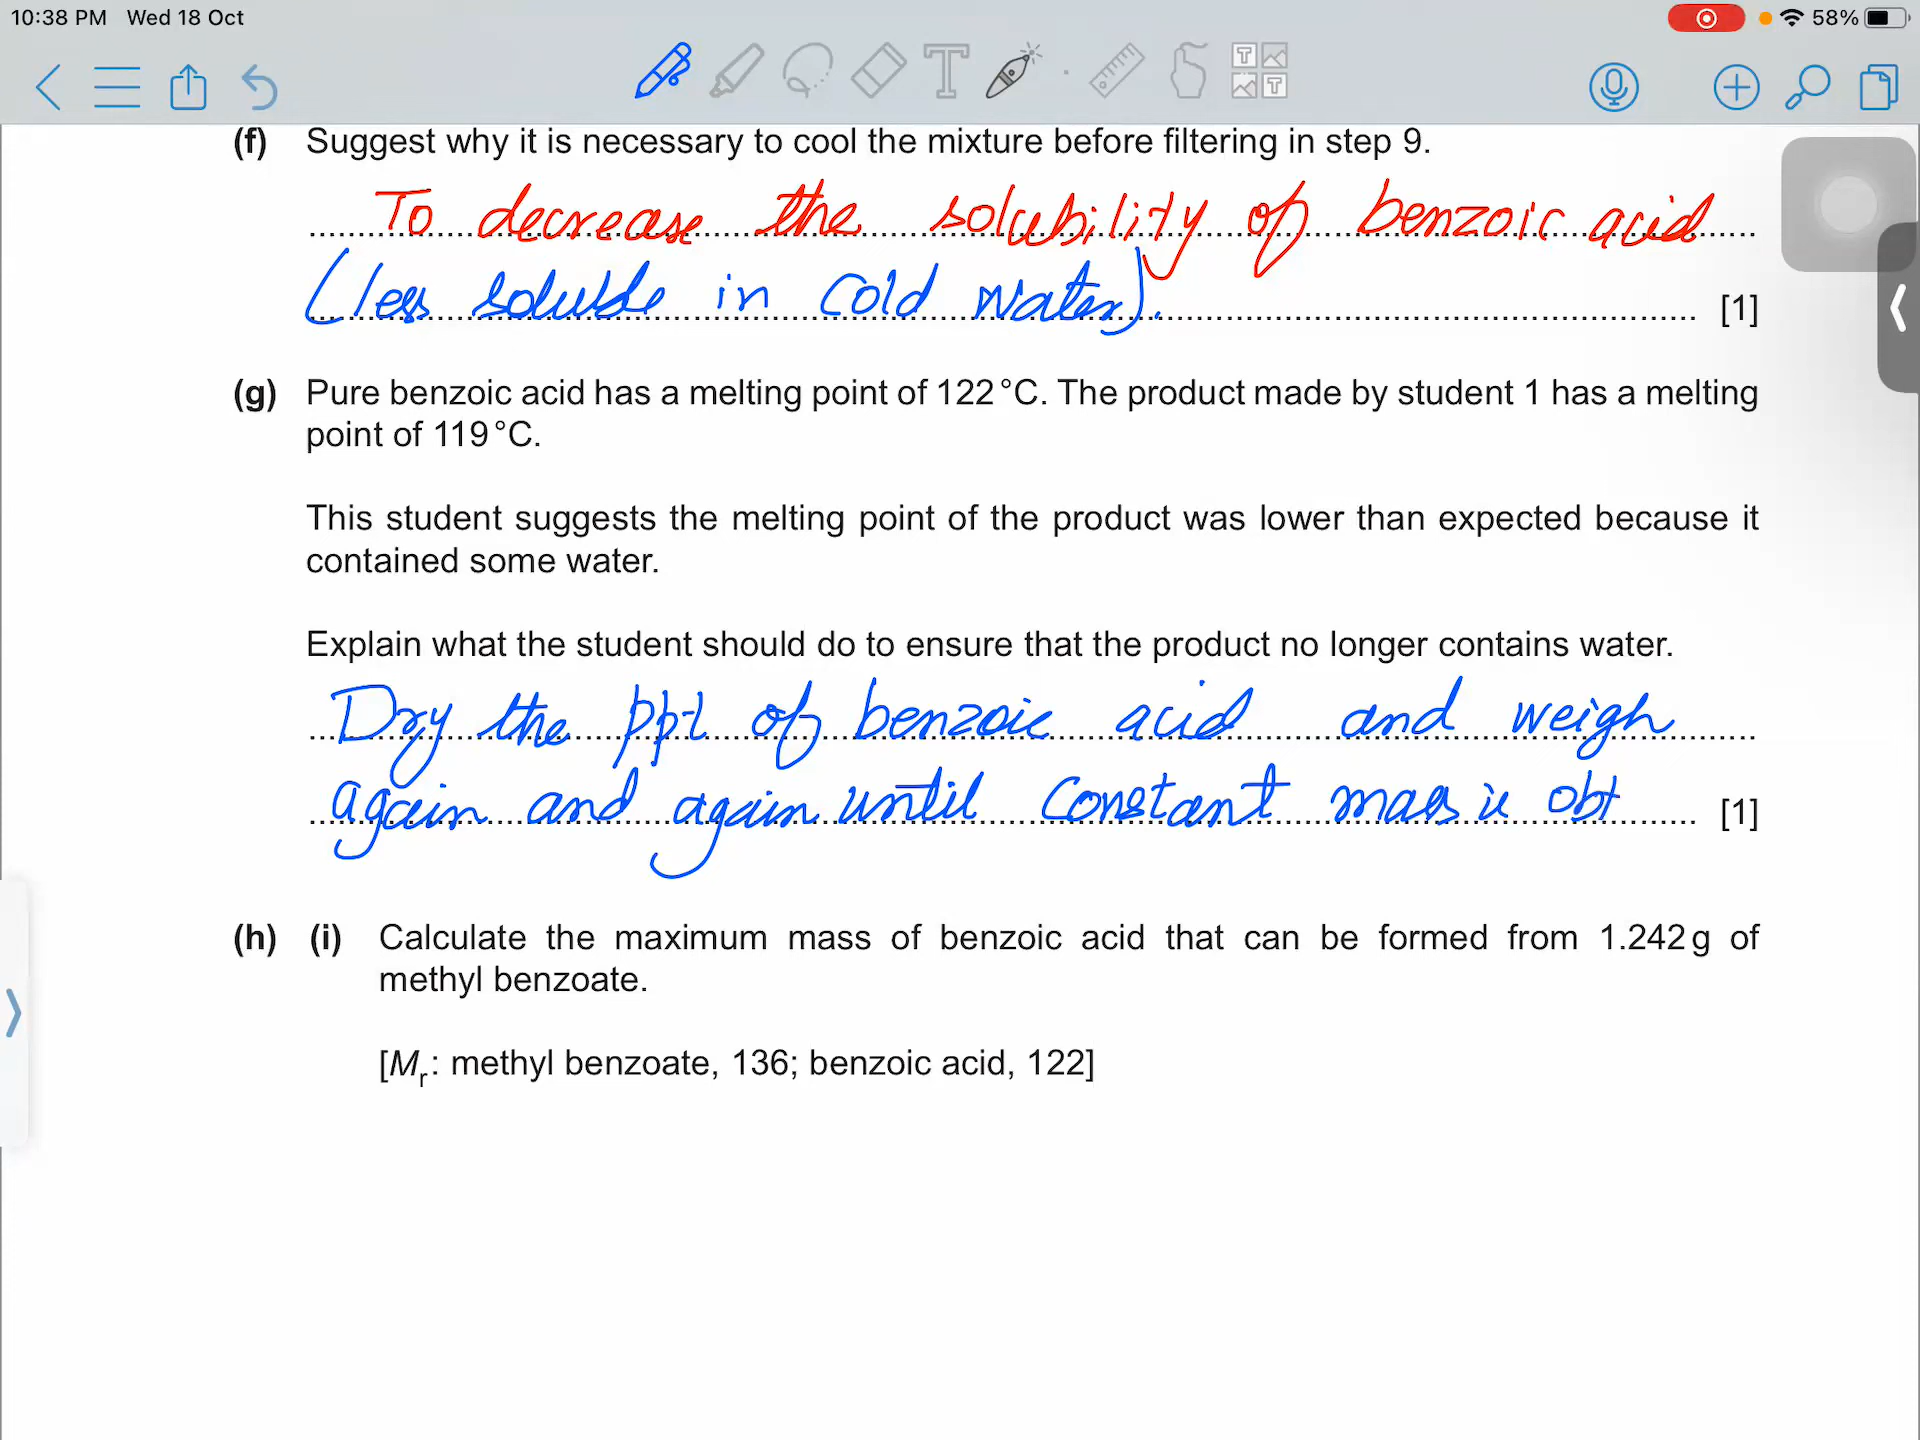 10:38 PM Wed 18 Oct
58%
(f) Suggest why it is necessary to cool the mixture before filtering in step 9.
To decrease the solubility of benzoic acid
(less soluble in cold water). [1]
(g) Pure benzoic acid has a melting point of 122 °C. The product made by student 1 has a melting
point of 119 °C.
This student suggests the melting point of the product was lower than expected because it
contained some water.
Explain what the student should do to ensure that the product no longer contains water.
Dry the ppt of benzoic acid and weigh
again and again until constant mass is obt [1]
(h) (i) Calculate the maximum mass of benzoic acid that can be formed from 1.242 g of
methyl benzoate.
[Mr: methyl benzoate, 136; benzoic acid, 122]